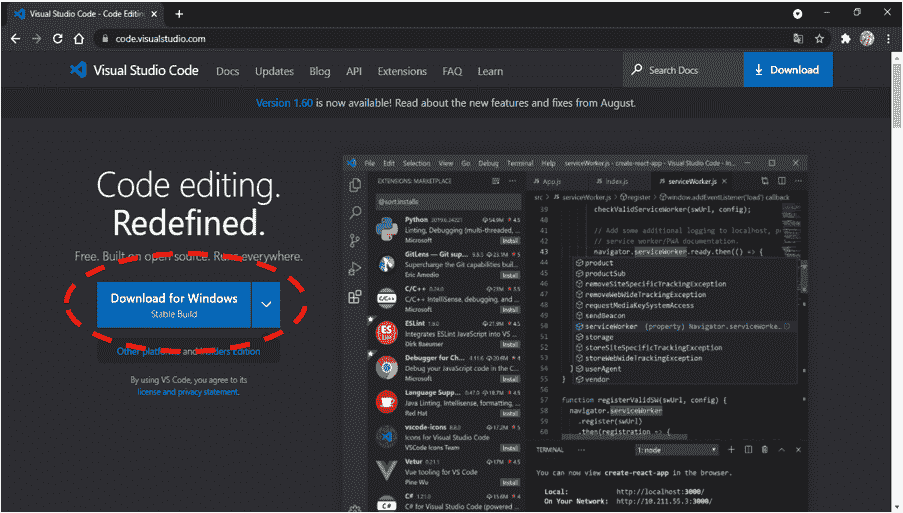 Visual Studio Code - Code Editin
code.visualstudio.com
Visual Studio Code Docs Updates Blog API Extensions FAQ Learn Search Docs Download
Version 1.60 is now available! Read about the new features and fixes from August.
Code editing.
Redefined.
Free. Built on open source. Runs everywhere.
Download for Windows
Stable Build
Other platforms and Insiders Edition
By using VS Code, you agree to its
license and privacy statement.
File Edit Selection View Go Debug Terminal Help serviceWorker.js - create-react-app - Visual Studio Code - In...
EXTENSIONS: MARKETPLACE
@sort:installs
Python 2019.6.24221 54.9M 4.5
Linting, Debugging (multi-threaded, ...
Microsoft Install
GitLens — Git sup... 9.8.5 23.1M 5
Supercharge the Git capabilities buil...
Eric Amodio Install
C/C++ 0.24.0 23M
C/C++ IntelliSense, debugging, and ...
Microsoft Install
ESLint 1.9.0 21.9M 4.5
Integrates ESLint JavaScript into VS ...
Dirk Baeumer Install
Debugger for Ch... 4.11.6 20.6M 4
Debug your JavaScript code in the C...
Microsoft Install
Language Supp... 0.47.0 18.7M 4.5
Java Linting, Intellisense, formatting, ...
Red Hat Install
vscode-icons 8.8.0 17.2M 5
Icons for Visual Studio Code
VSCode Icons Team Install
Vetur 0.21.1 17M 4.5
Vue tooling for VS Code
Pine Wu Install
C# 1.21.0 15.6M 4
C# for Visual Studio Code (powered ...
App.js index.js serviceWorker.js
src > serviceWorker.js > register > window.addEventListener('load') callback
39 checkValidServiceWorker(swUrl, config);
40
41 // Add some additional logging to localhost, p
42 // service worker/PWA documentation.
43 navigator.serviceWorker.ready.then(() => {
44 product
45 productSub
46 removeSiteSpecificTrackingException
47 removeWebWideTrackingException
48 requestMediaKeySystemAccess
49 sendBeacon
50 serviceWorker (property) Navigator.serviceWorke...
51 storage
52 storeSiteSpecificTrackingException
53 storeWebWideTrackingException
54 } userAgent
55 } vendor
56
57 function registerValidSW(swUrl, config) {
58 navigator.serviceWorker
59 .register(swUrl)
60 .then(registration => {
TERMINAL ... 1: node
You can now view create-react-app in the browser.
Local: http://localhost:3000/
On Your Network: http://10.211.55.3:3000/